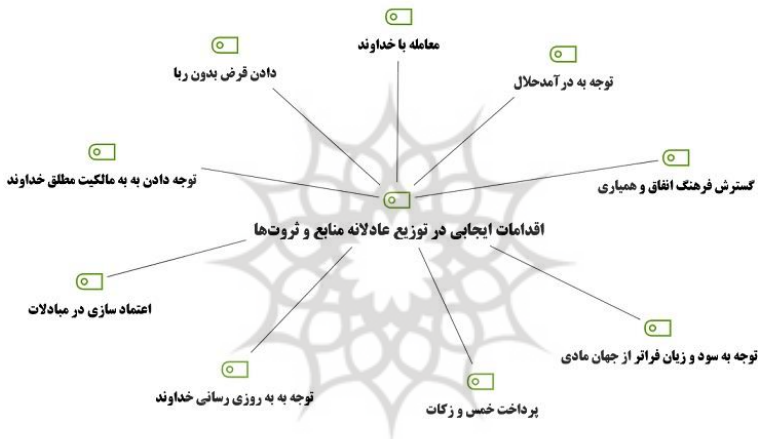 معامله با خداوند
دادن قرض بدون ربا
توجه به درآمدحلال
توجه دادن به به مالکیت مطلق خداوند
گسترش فرهنگ انفاق و همیاری
اقدامات ایجابی در توزیع عادلانه منابع و ثروت‌ها
اعتماد سازی در مبادلات
توجه به سود و زیان فراتر از جهان مادی
توجه به به روزی رسانی خداوند
پرداخت خمس و زکات